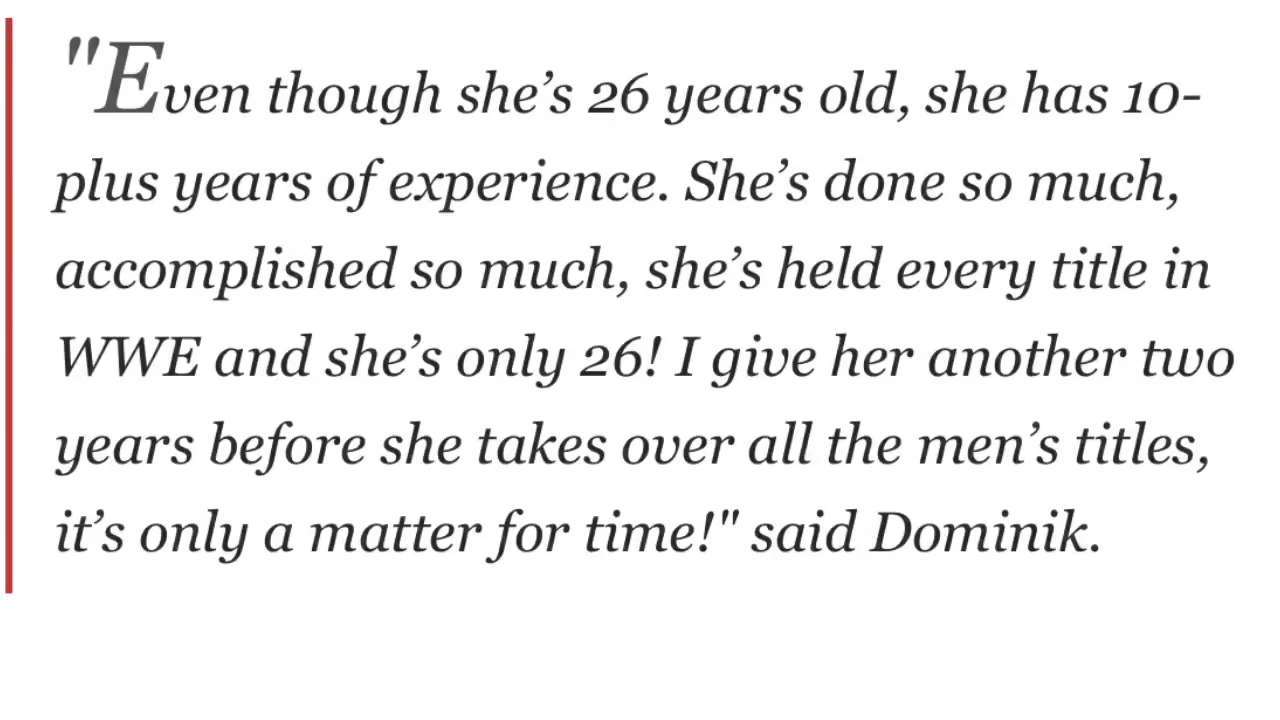 "Even though she’s 26 years old, she has 10-
plus years of experience. She’s done so much,
accomplished so much, she’s held every title in
WWE and she’s only 26! I give her another two
years before she takes over all the men’s titles,
it’s only a matter for time!" said Dominik.